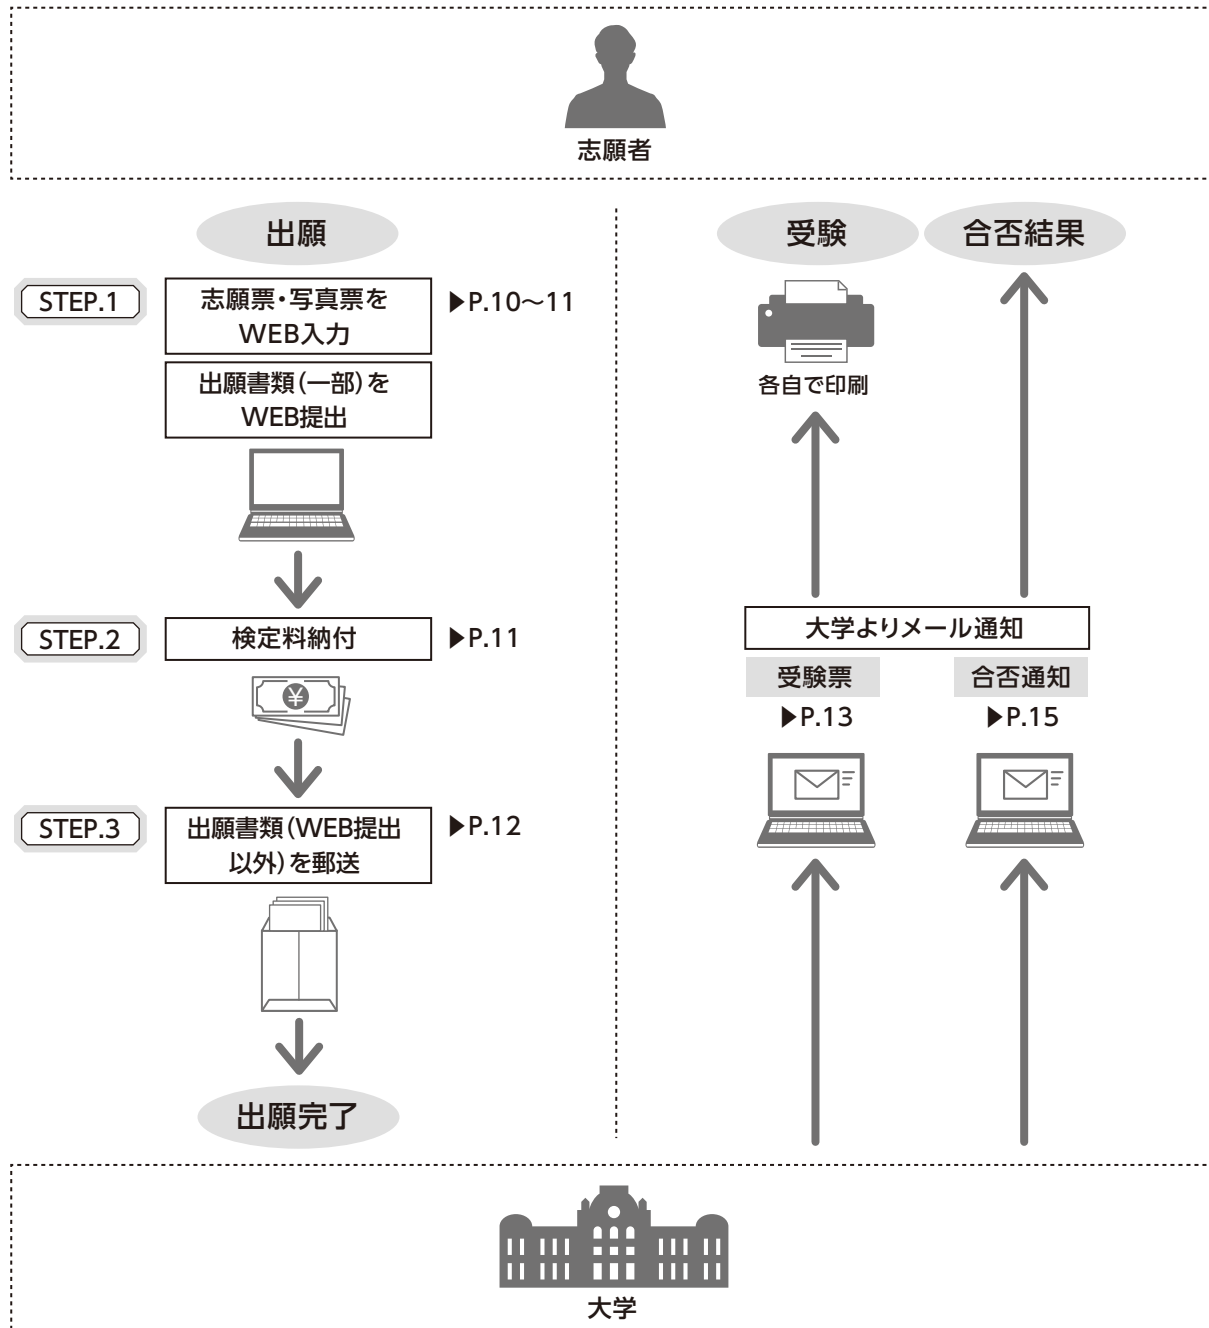 志願者
出願
STEP.1
志願票・写真票を
WEB入力
▶P.10～11
出願書類(一部)を
WEB提出
STEP.2
検定料納付
▶P.11
¥
STEP.3
出願書類(WEB提出
以外)を郵送
▶P.12
出願完了
受験
合否結果
各自で印刷
大学よりメール通知
受験票
合否通知
▶P.13
▶P.15
大学